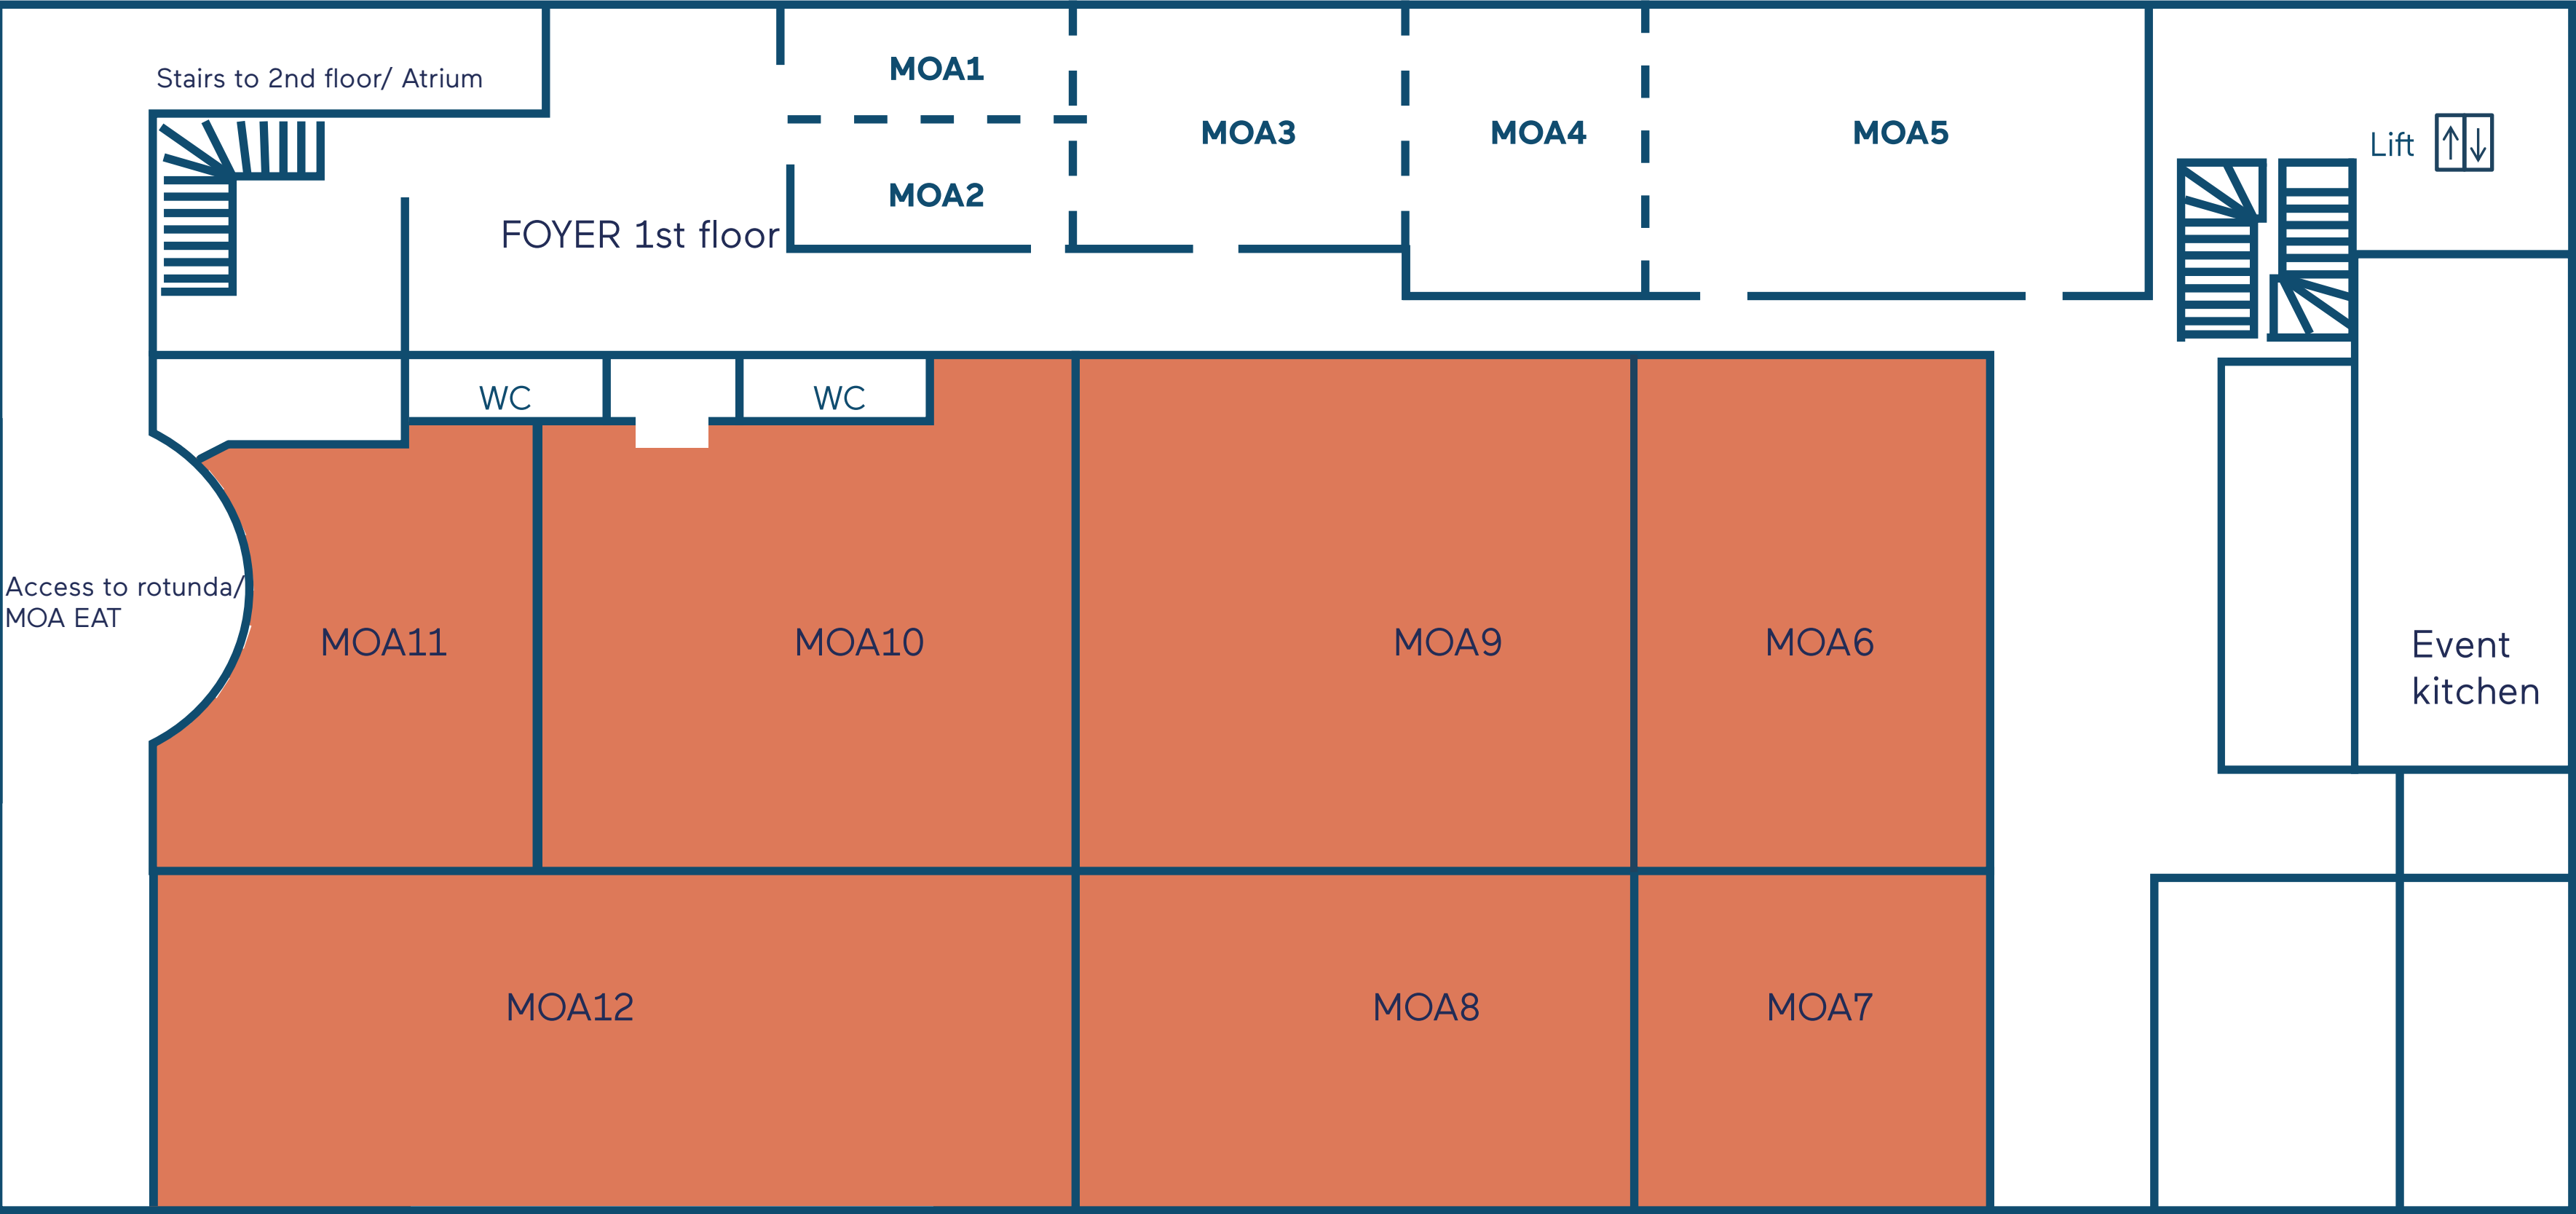 Stairs to 2nd floor/ Atrium
MOA1
MOA2
MOA3
MOA4
MOA5
Lift
FOYER 1st floor
WC
WC
Access to rotunda/
MOA EAT
MOA11
MOA10
MOA9
MOA6
Event
kitchen
MOA12
MOA8
MOA7